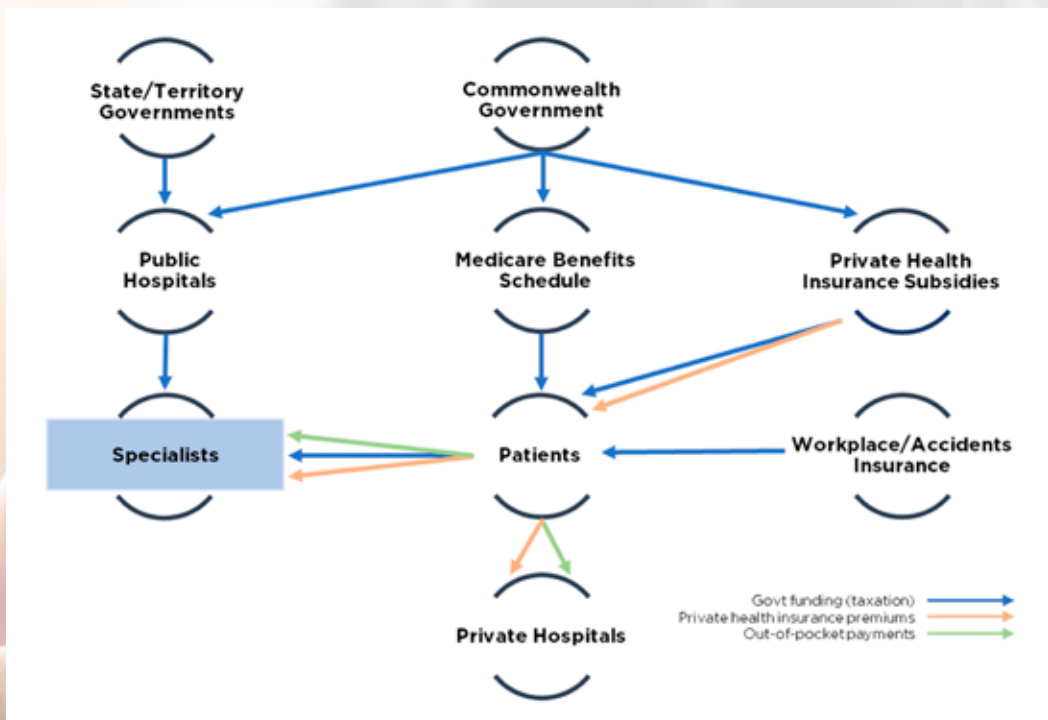 State/Territory
Governments
Commonwealth
Government
Public
Hospitals
Medicare Benefits
Schedule
Private Health
Insurance Subsidies
Specialists
Patients
Workplace/Accidents
Insurance
Private Hospitals
Govt funding (taxation)
Private health insurance premiums
Out-of-pocket payments